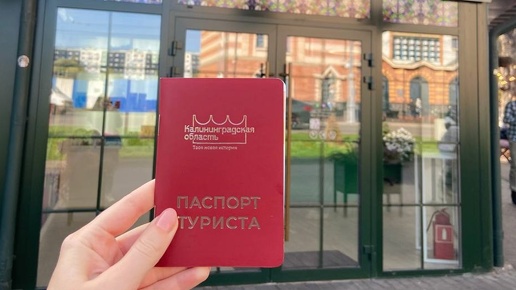 Калининградская
область
Твоя новая история
ПАСПОРТ
ТУРИСТА